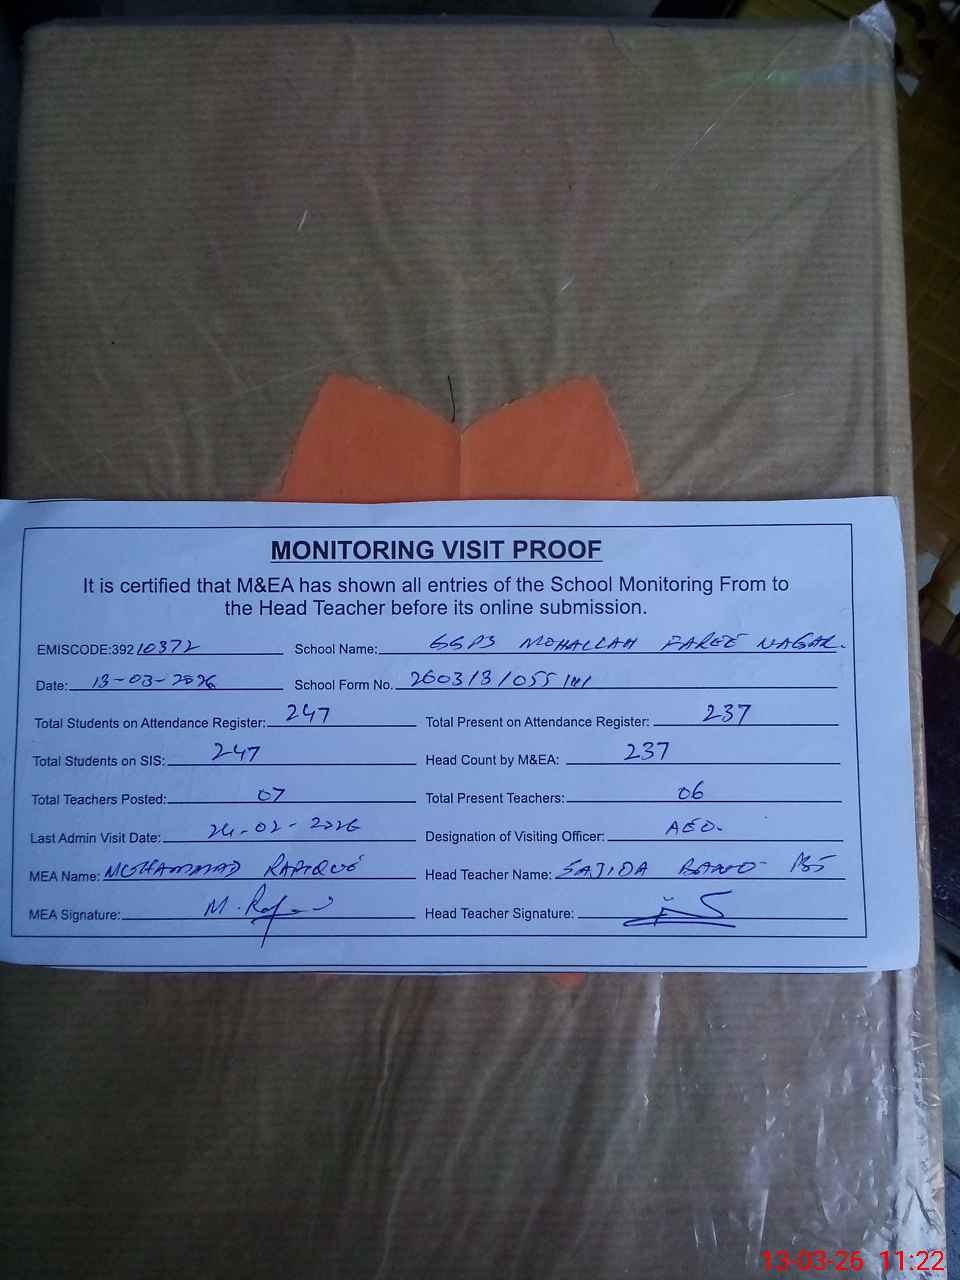 MONITORING VISIT PROOF
It is certified that M&EA has shown all entries of the School Monitoring From to
the Head Teacher before its online submission.
EMISCODE:39210372 School Name: GGPS MOHALLAH FAREE NAGAR.
Date: 13-03-2026 School Form No. 2603/3/055
Total Students on Attendance Register: 247 Total Present on Attendance Register: 237
Total Students on SIS: 247 Head Count by M&EA: 237
Total Teachers Posted: 07 Total Present Teachers: 06
Last Admin Visit Date: 24-02-2026 Designation of Visiting Officer: AEO.
MEA Name: MOHAMMAD RAFIQUE Head Teacher Name: SAJIDA BANO
MEA Signature: M. Head Teacher Signature:
13-03-26 11:22